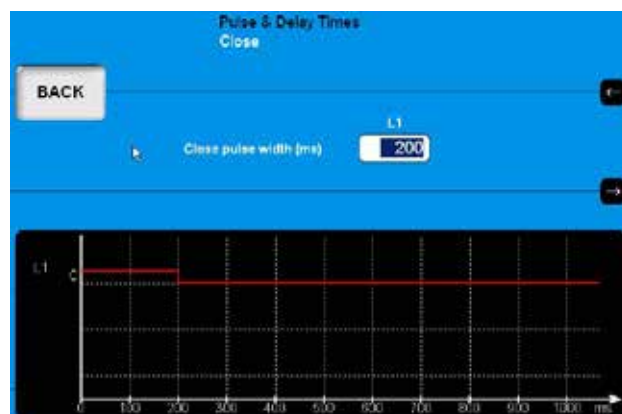 Pulse & Delay Times
Close
BACK
←
L1
Close pulse width (ms)
200
→
L1
C
0 100 200 300 400 500 600 700 800 900 1000 ms